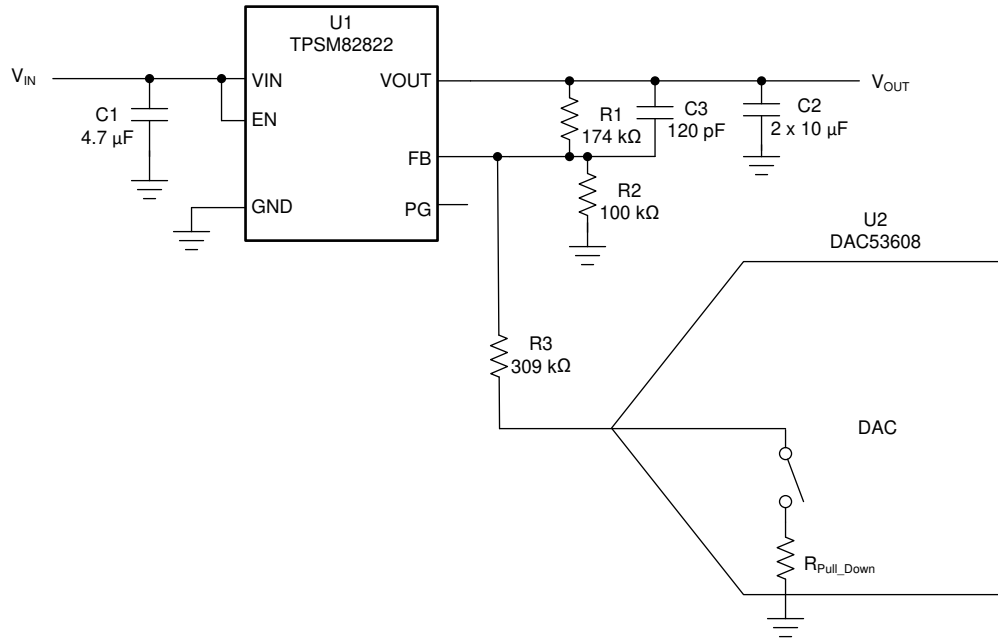 U1
TPSM82822
VIN
VIN
EN
GND
VOUT
FB
PG
C1
4.7 µF
R1
174 kΩ
C3
120 pF
C2
2 x 10 µF
VOUT
R2
100 kΩ
U2
DAC53608
R3
309 kΩ
DAC
RPull_Down